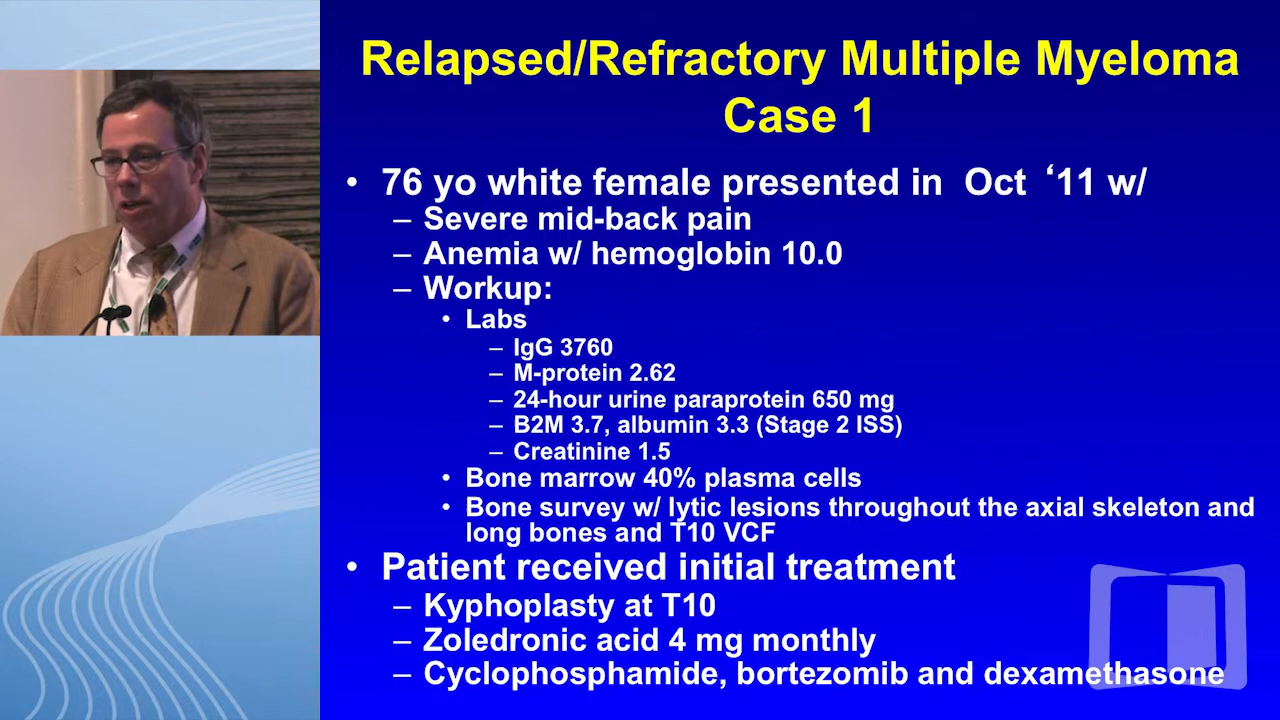 Relapsed/Refractory Multiple Myeloma
Case 1
• 76 yo white female presented in Oct ‘11 w/
– Severe mid-back pain
– Anemia w/ hemoglobin 10.0
– Workup:
• Labs
– IgG 3760
– M-protein 2.62
– 24-hour urine paraprotein 650 mg
– B2M 3.7, albumin 3.3 (Stage 2 ISS)
– Creatinine 1.5
• Bone marrow 40% plasma cells
• Bone survey w/ lytic lesions throughout the axial skeleton and
long bones and T10 VCF
• Patient received initial treatment
– Kyphoplasty at T10
– Zoledronic acid 4 mg monthly
– Cyclophosphamide, bortezomib and dexamethasone